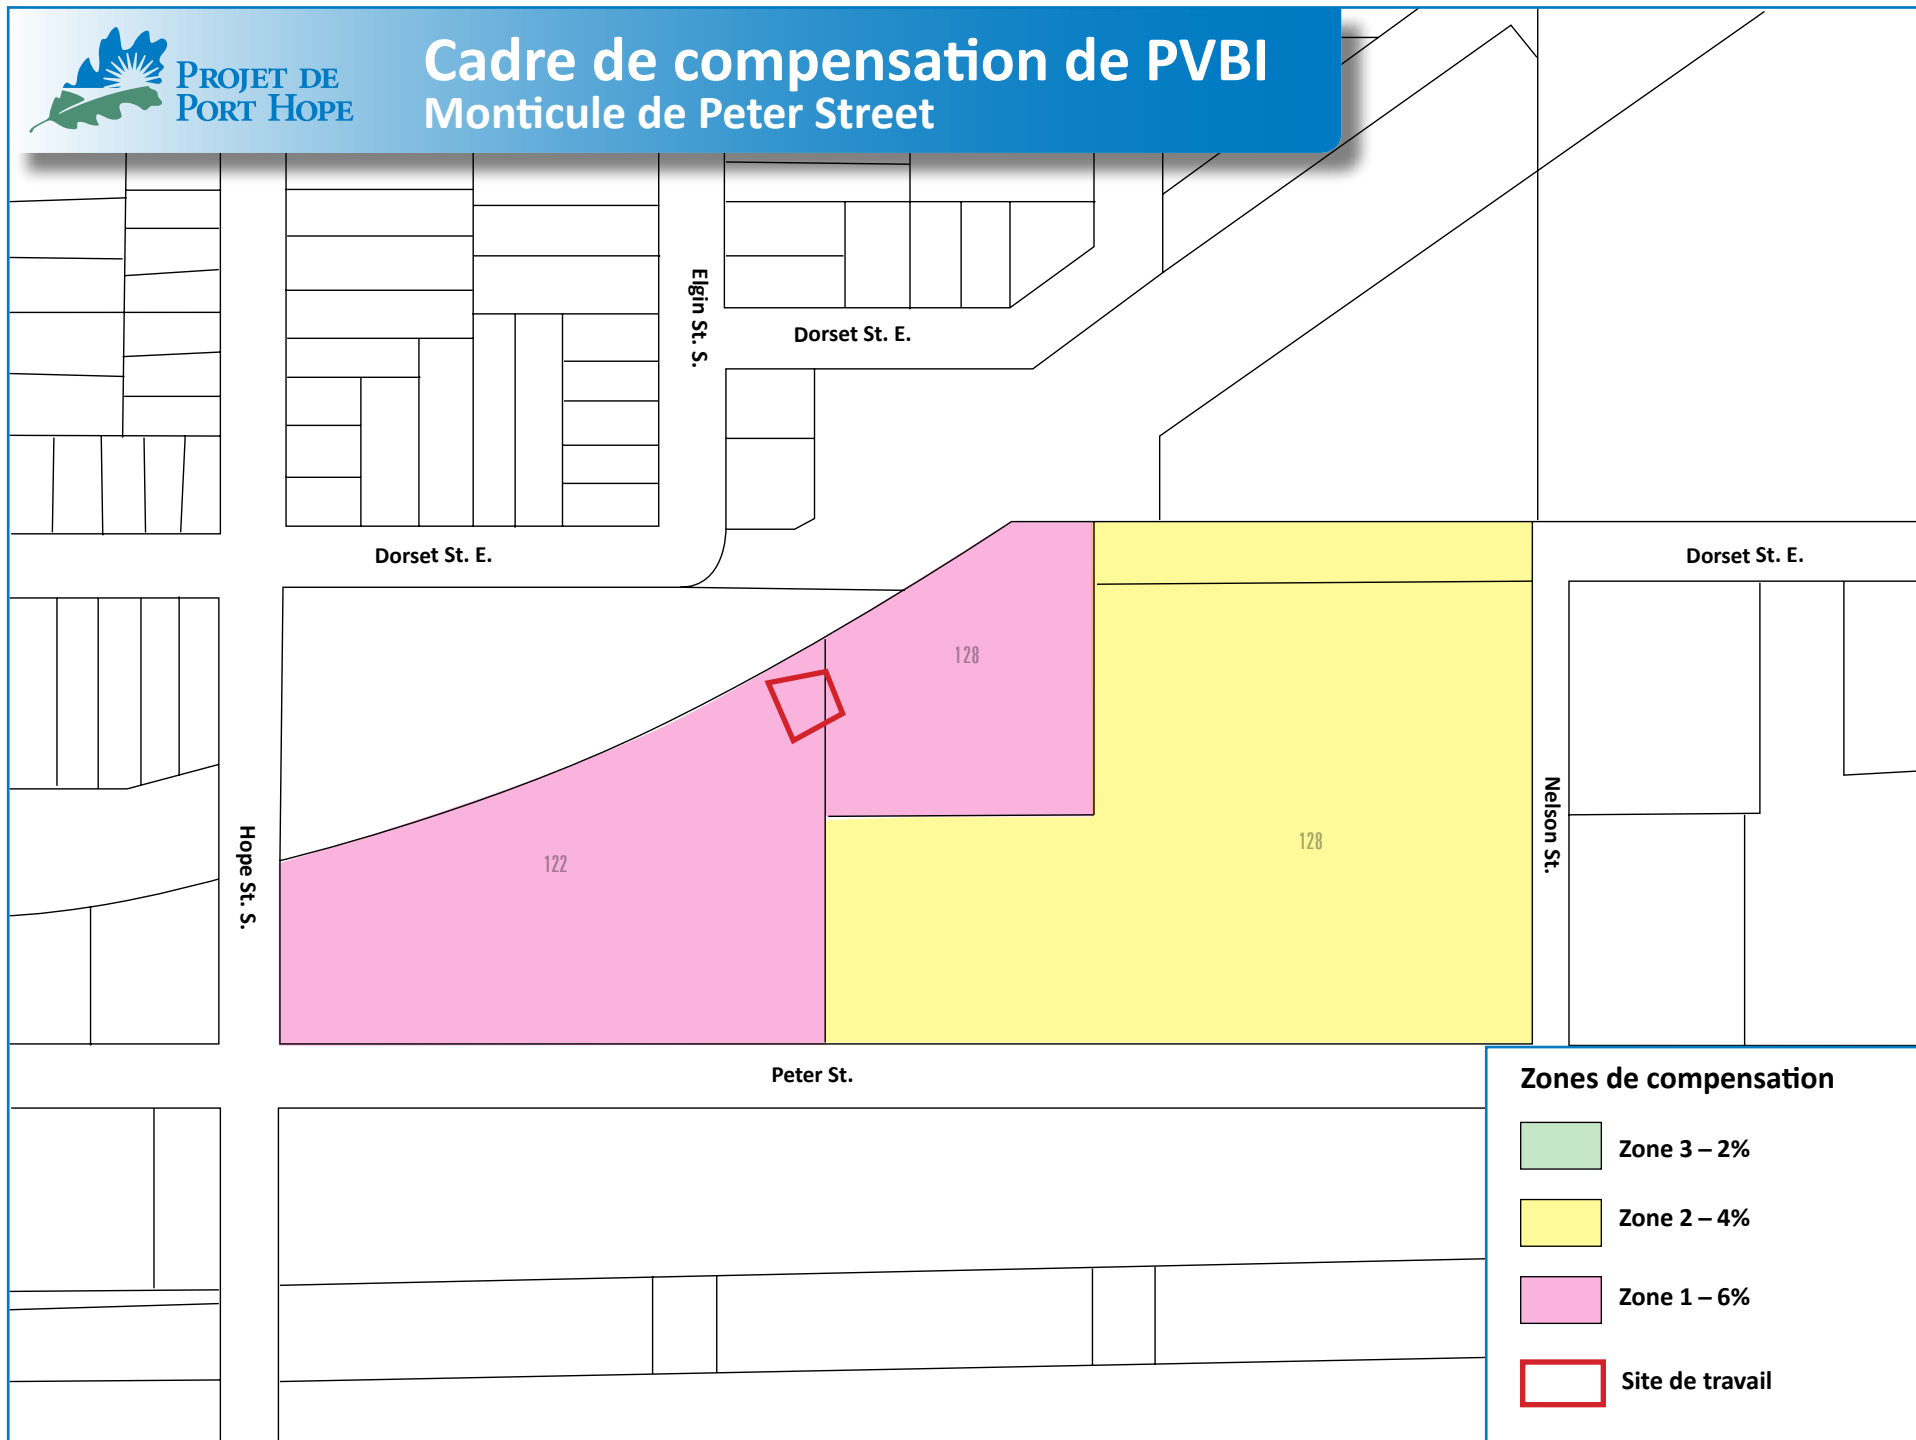 PROJET DE
PORT HOPE
Cadre de compensation de PVBI
Monticule de Peter Street
Elgin St. S.
Dorset St. E.
Dorset St. E.
Dorset St. E.
128
122
128
Hope St. S.
Nelson St.
Peter St.
Zones de compensation
Zone 3 – 2%
Zone 2 – 4%
Zone 1 – 6%
Site de travail